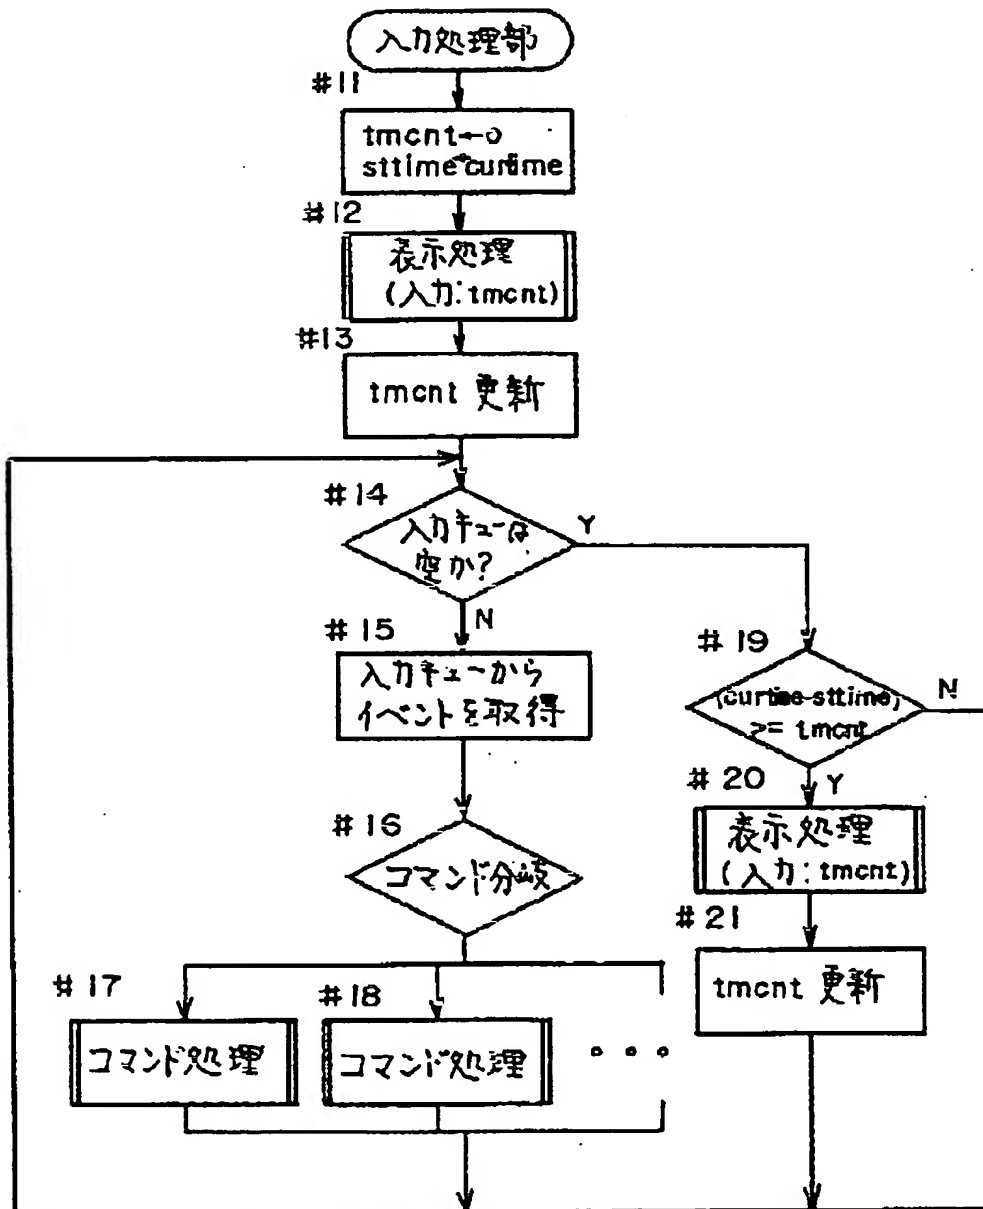 入力処理部
#11
tmcnt←0
sttime←curtime
#12
表示処理
(入力:tmcnt)
#13
tmcnt 更新
#14
入力キューは
空か?
Y
N
#15
入力キューから
イベントを取得
#16
コマンド分岐
#17
コマンド処理
#18
コマンド処理
#19
(curtime-sttime)
>= tmcnt
N
Y
#20
表示処理
(入力:tmcnt)
#21
tmcnt 更新